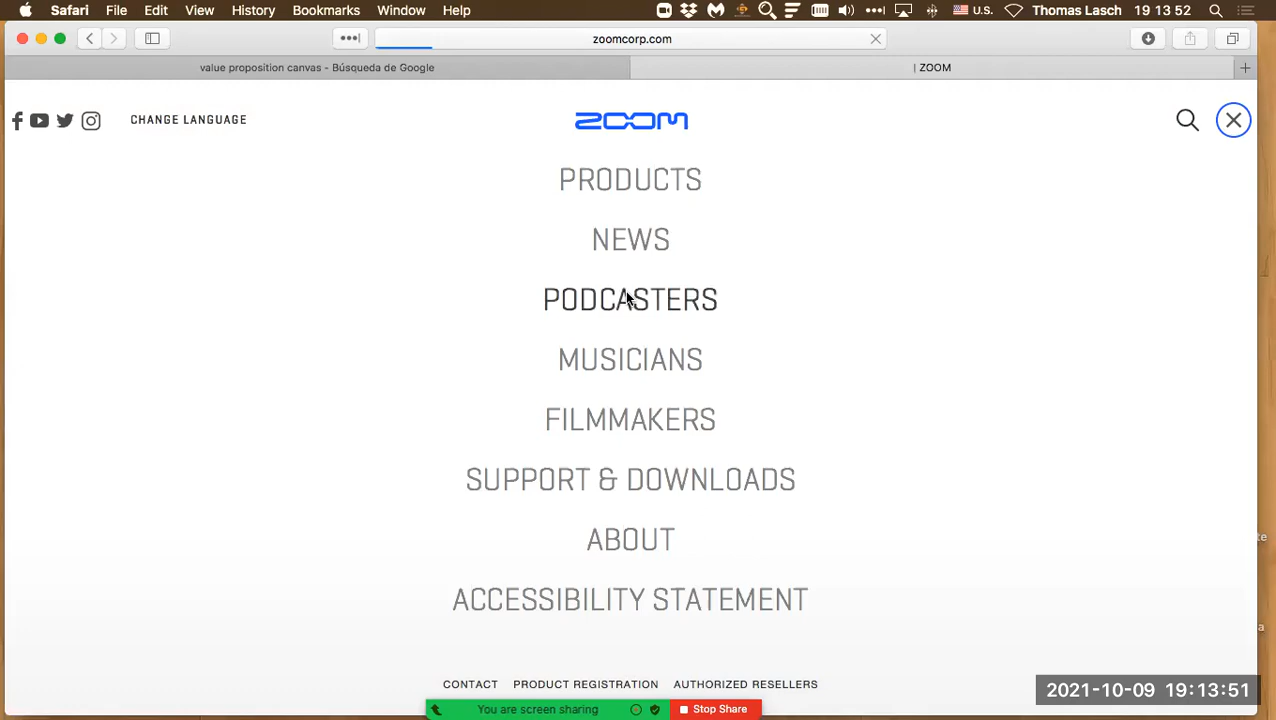 Safari File Edit View History Bookmarks Window Help U.S. Thomas Lasch 19 13 52
zoomcorp.com
value proposition canvas - Búsqueda de Google | ZOOM
CHANGE LANGUAGE ZOOM
PRODUCTS
NEWS
PODCASTERS
MUSICIANS
FILMMAKERS
SUPPORT & DOWNLOADS
ABOUT
te
ACCESSIBILITY STATEMENT
a
CONTACT PRODUCT REGISTRATION AUTHORIZED RESELLERS
2021-10-09 19:13:51
You are screen sharing Stop Share